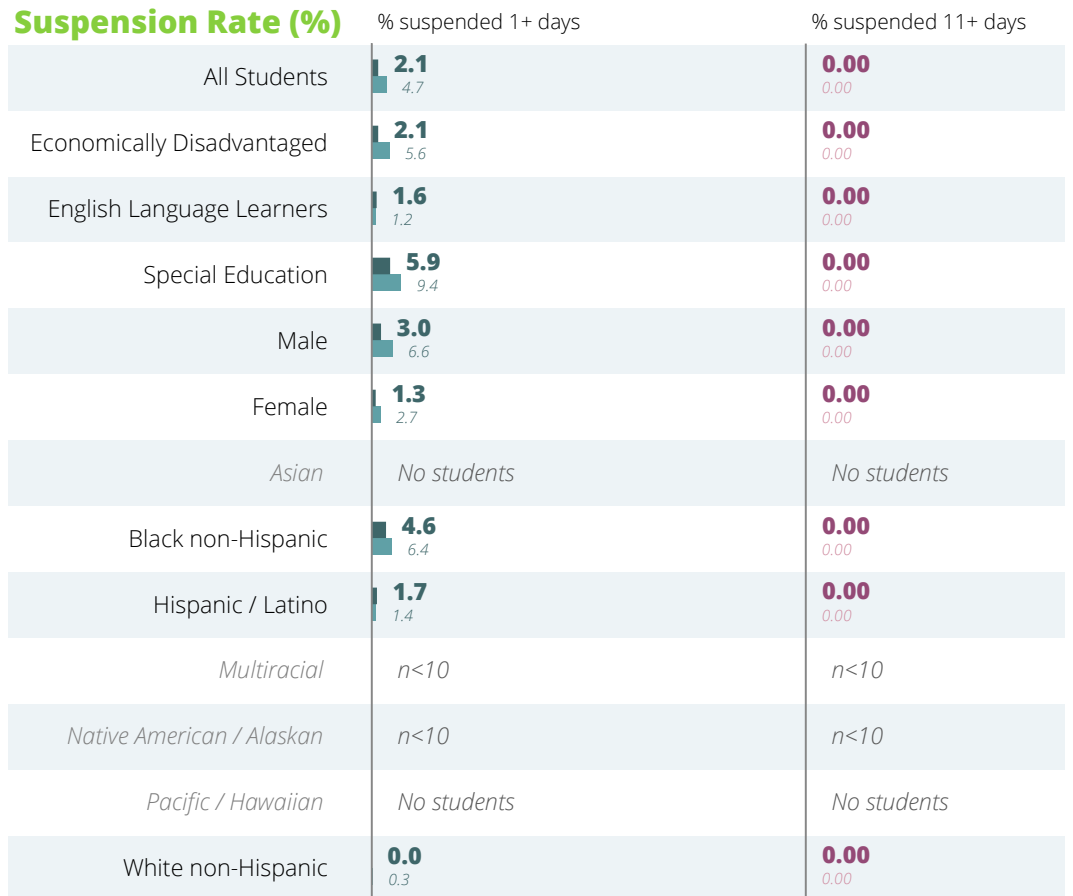 Suspension Rate (%) % suspended 1+ days % suspended 11+ days
All Students 2.1 0.00
4.7 0.00
Economically Disadvantaged 2.1 0.00
5.6 0.00
English Language Learners 1.6 0.00
1.2 0.00
Special Education 5.9 0.00
9.4 0.00
Male 3.0 0.00
6.6 0.00
Female 1.3 0.00
2.7 0.00
Asian No students No students
Black non-Hispanic 4.6 0.00
6.4 0.00
Hispanic / Latino 1.7 0.00
1.4 0.00
Multiracial n<10 n<10
Native American / Alaskan n<10 n<10
Pacific / Hawaiian No students No students
White non-Hispanic 0.0 0.00
0.3 0.00